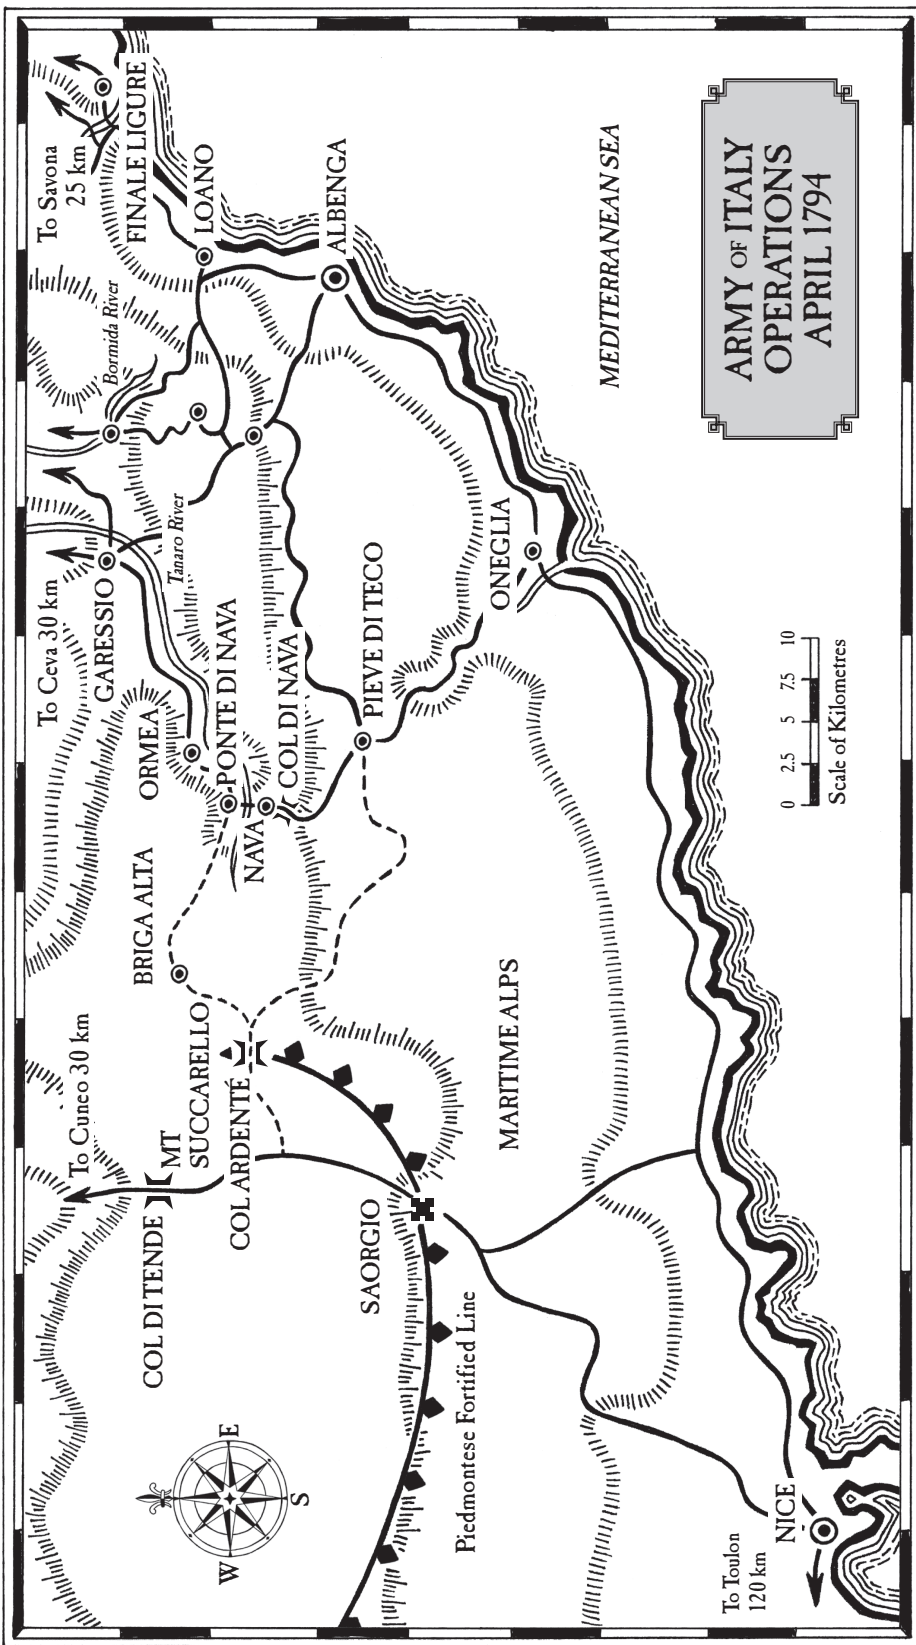 To Cuneo 30 km
To Ceva 30 km
To Savona
25 km
COL DI TENDE
MT
SUCCARELLO
BRIGA ALTA
ORMEA
GARESSIO
Bormida River
FINALE LIGURE
Tanaro River
LOANO
W
E
S
COL ARDENTE
NAVA
PONTE DI NAVA
COL DI NAVA
ALBENGA
SAORGIO
PIEVE DI TECO
Piedmontese Fortified Line
MARITIME ALPS
ONEGLIA
MEDITERRANEAN SEA
To Toulon
120 km
NICE
0 2.5 5 7.5 10
Scale of Kilometres
ARMY OF ITALY
OPERATIONS
APRIL 1794